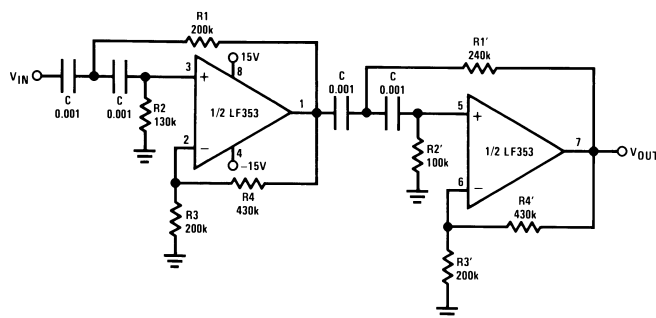 R1
200k
15V
8
3
+
VIN
C
0.001
C
0.001
R2
130k
1/2 LF353
1
2
−
4
−15V
R4
430k
R3
200k
R1'
240k
C
0.001
C
0.001
5
+
R2'
100k
1/2 LF353
7
VOUT
6
−
R4'
430k
R3'
200k